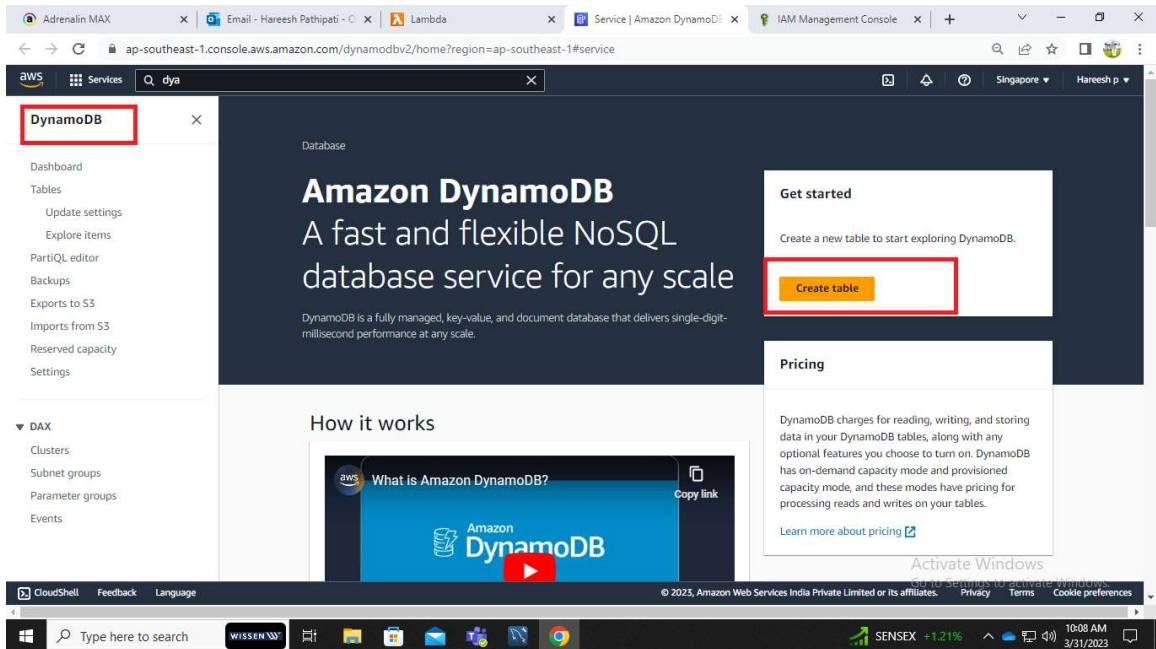 Adrenalin MAX
Email - Hareesh Pathipati - O
Lambda
Service | Amazon DynamoDB
IAM Management Console
ap-southeast-1.console.aws.amazon.com/dynamodbv2/home?region=ap-southeast-1#service
aws
Services
dya
Singapore
Hareesh p
DynamoDB
Dashboard
Tables
Update settings
Explore items
PartiQL editor
Backups
Exports to S3
Imports from S3
Reserved capacity
Settings
DAX
Clusters
Subnet groups
Parameter groups
Events
Database
Amazon DynamoDB
A fast and flexible NoSQL
database service for any scale
DynamoDB is a fully managed, key-value, and document database that delivers single-digit-
millisecond performance at any scale.
Get started
Create a new table to start exploring DynamoDB.
Create table
Pricing
DynamoDB charges for reading, writing, and storing
data in your DynamoDB tables, along with any
optional features you choose to turn on. DynamoDB
has on-demand capacity mode and provisioned
capacity mode, and these modes have pricing for
processing reads and writes on your tables.
Learn more about pricing
How it works
aws
What is Amazon DynamoDB?
Copy link
Amazon
DynamoDB
Activate Windows
Go to Settings to activate Windows.
CloudShell Feedback Language
© 2023, Amazon Web Services India Private Limited or its affiliates. Privacy Terms Cookie preferences
Type here to search
WISSEN
SENSEX +1.21%
10:08 AM
3/31/2023